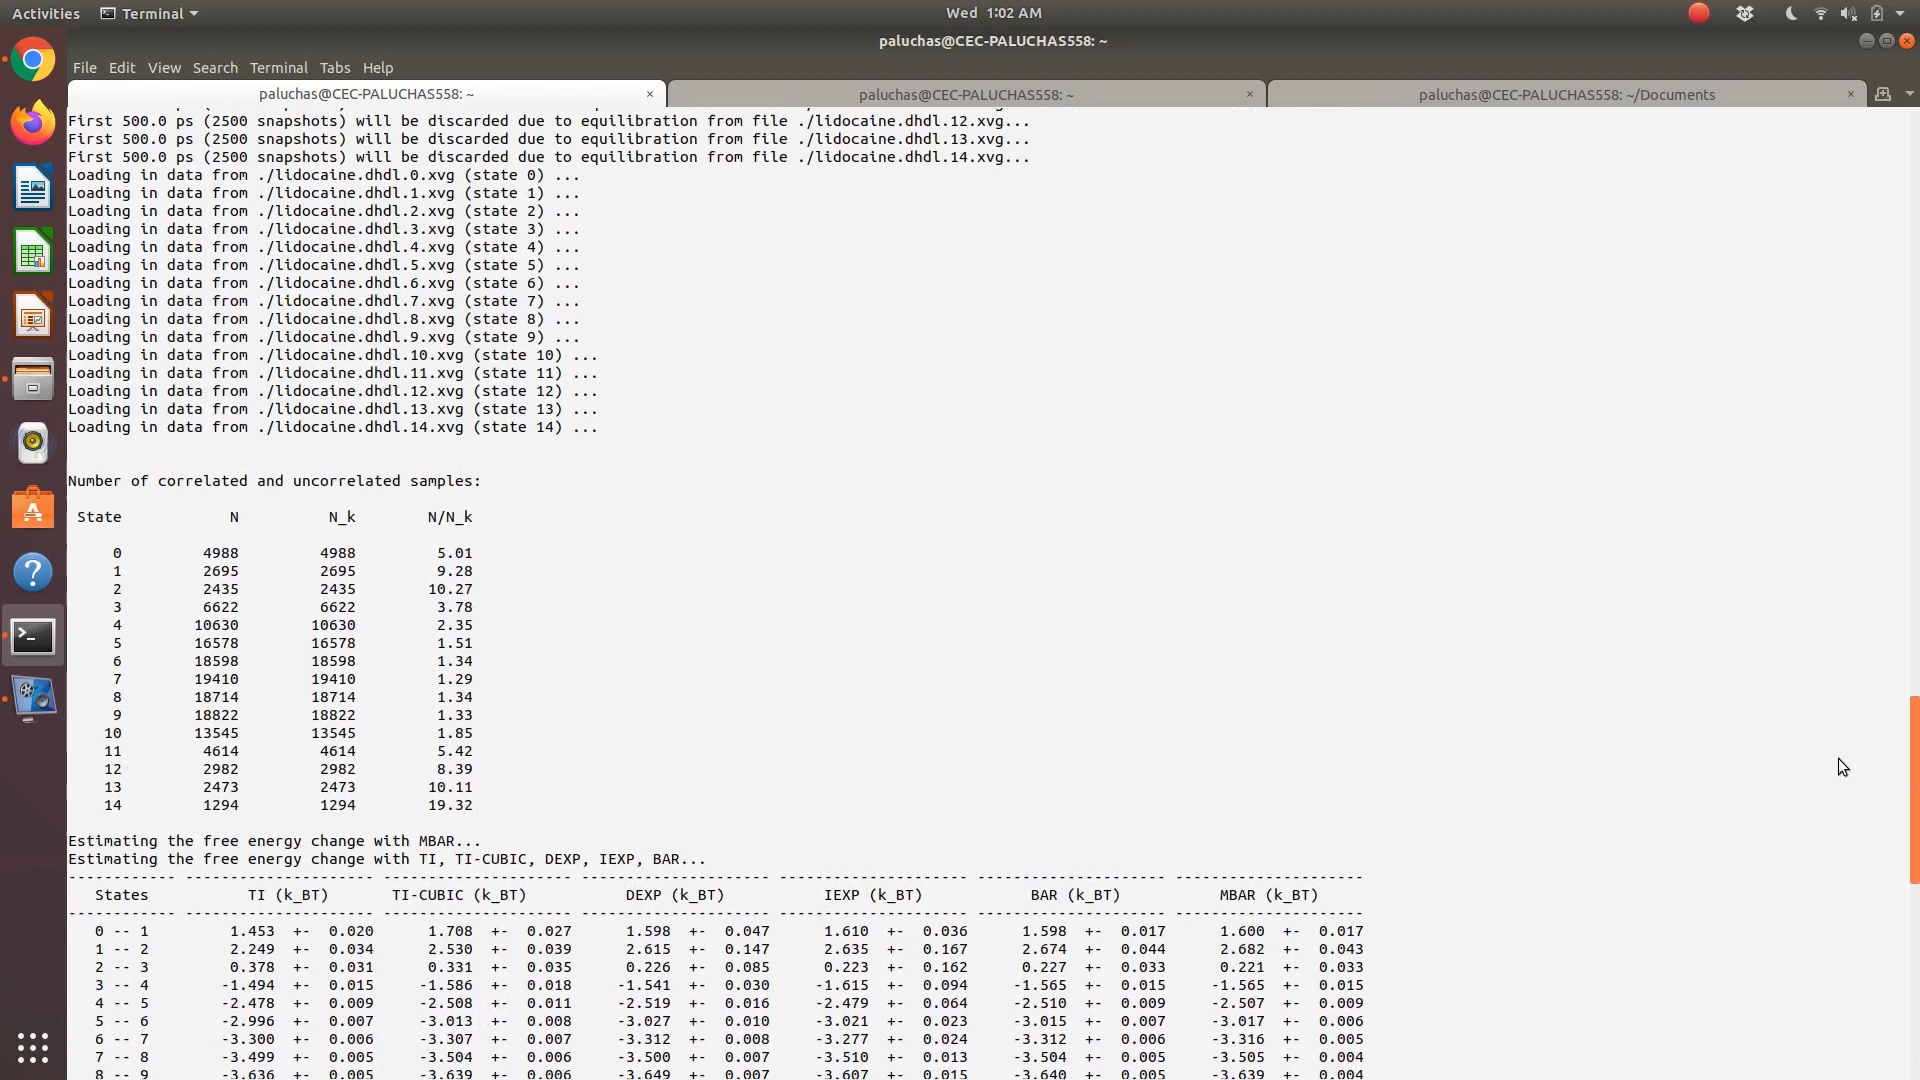 Activities Terminal Wed 1:02 AM
paluchas@CEC-PALUCHAS558: ~
File Edit View Search Terminal Tabs Help
paluchas@CEC-PALUCHAS558: ~ × paluchas@CEC-PALUCHAS558: ~ × paluchas@CEC-PALUCHAS558: ~/Documents ×
First 500.0 ps (2500 snapshots) will be discarded due to equilibration from file ./lidocaine.dhdl.12.xvg...
First 500.0 ps (2500 snapshots) will be discarded due to equilibration from file ./lidocaine.dhdl.13.xvg...
First 500.0 ps (2500 snapshots) will be discarded due to equilibration from file ./lidocaine.dhdl.14.xvg...
Loading in data from ./lidocaine.dhdl.0.xvg (state 0) ...
Loading in data from ./lidocaine.dhdl.1.xvg (state 1) ...
Loading in data from ./lidocaine.dhdl.2.xvg (state 2) ...
Loading in data from ./lidocaine.dhdl.3.xvg (state 3) ...
Loading in data from ./lidocaine.dhdl.4.xvg (state 4) ...
Loading in data from ./lidocaine.dhdl.5.xvg (state 5) ...
Loading in data from ./lidocaine.dhdl.6.xvg (state 6) ...
Loading in data from ./lidocaine.dhdl.7.xvg (state 7) ...
Loading in data from ./lidocaine.dhdl.8.xvg (state 8) ...
Loading in data from ./lidocaine.dhdl.9.xvg (state 9) ...
Loading in data from ./lidocaine.dhdl.10.xvg (state 10) ...
Loading in data from ./lidocaine.dhdl.11.xvg (state 11) ...
Loading in data from ./lidocaine.dhdl.12.xvg (state 12) ...
Loading in data from ./lidocaine.dhdl.13.xvg (state 13) ...
Loading in data from ./lidocaine.dhdl.14.xvg (state 14) ...
Number of correlated and uncorrelated samples:
State N N_k N/N_k
0 4988 4988 5.01
1 2695 2695 9.28
2 2435 2435 10.27
3 6622 6622 3.78
4 10630 10630 2.35
5 16578 16578 1.51
6 18598 18598 1.34
7 19410 19410 1.29
8 18714 18714 1.34
9 18822 18822 1.33
10 13545 13545 1.85
11 4614 4614 5.42
12 2982 2982 8.39
13 2473 2473 10.11
14 1294 1294 19.32
Estimating the free energy change with MBAR...
Estimating the free energy change with TI, TI-CUBIC, DEXP, IEXP, BAR...
------------ --------------------- --------------------- --------------------- --------------------- --------------------- ---------------------
States TI (k_BT) TI-CUBIC (k_BT) DEXP (k_BT) IEXP (k_BT) BAR (k_BT) MBAR (k_BT)
------------ --------------------- --------------------- --------------------- --------------------- --------------------- ---------------------
0 -- 1 1.453 +- 0.020 1.708 +- 0.027 1.598 +- 0.047 1.610 +- 0.036 1.598 +- 0.017 1.600 +- 0.017
1 -- 2 2.249 +- 0.034 2.530 +- 0.039 2.615 +- 0.147 2.635 +- 0.167 2.674 +- 0.044 2.682 +- 0.043
2 -- 3 0.378 +- 0.031 0.331 +- 0.035 0.226 +- 0.085 0.223 +- 0.162 0.227 +- 0.033 0.221 +- 0.033
3 -- 4 -1.494 +- 0.015 -1.586 +- 0.018 -1.541 +- 0.030 -1.615 +- 0.094 -1.565 +- 0.015 -1.565 +- 0.015
4 -- 5 -2.478 +- 0.009 -2.508 +- 0.011 -2.519 +- 0.016 -2.479 +- 0.064 -2.510 +- 0.009 -2.507 +- 0.009
5 -- 6 -2.996 +- 0.007 -3.013 +- 0.008 -3.027 +- 0.010 -3.021 +- 0.023 -3.015 +- 0.007 -3.017 +- 0.006
6 -- 7 -3.300 +- 0.006 -3.307 +- 0.007 -3.312 +- 0.008 -3.277 +- 0.024 -3.312 +- 0.006 -3.316 +- 0.005
7 -- 8 -3.499 +- 0.005 -3.504 +- 0.006 -3.500 +- 0.007 -3.510 +- 0.013 -3.504 +- 0.005 -3.505 +- 0.004
8 -- 9 -3.636 +- 0.005 -3.639 +- 0.006 -3.649 +- 0.007 -3.607 +- 0.015 -3.640 +- 0.005 -3.639 +- 0.004